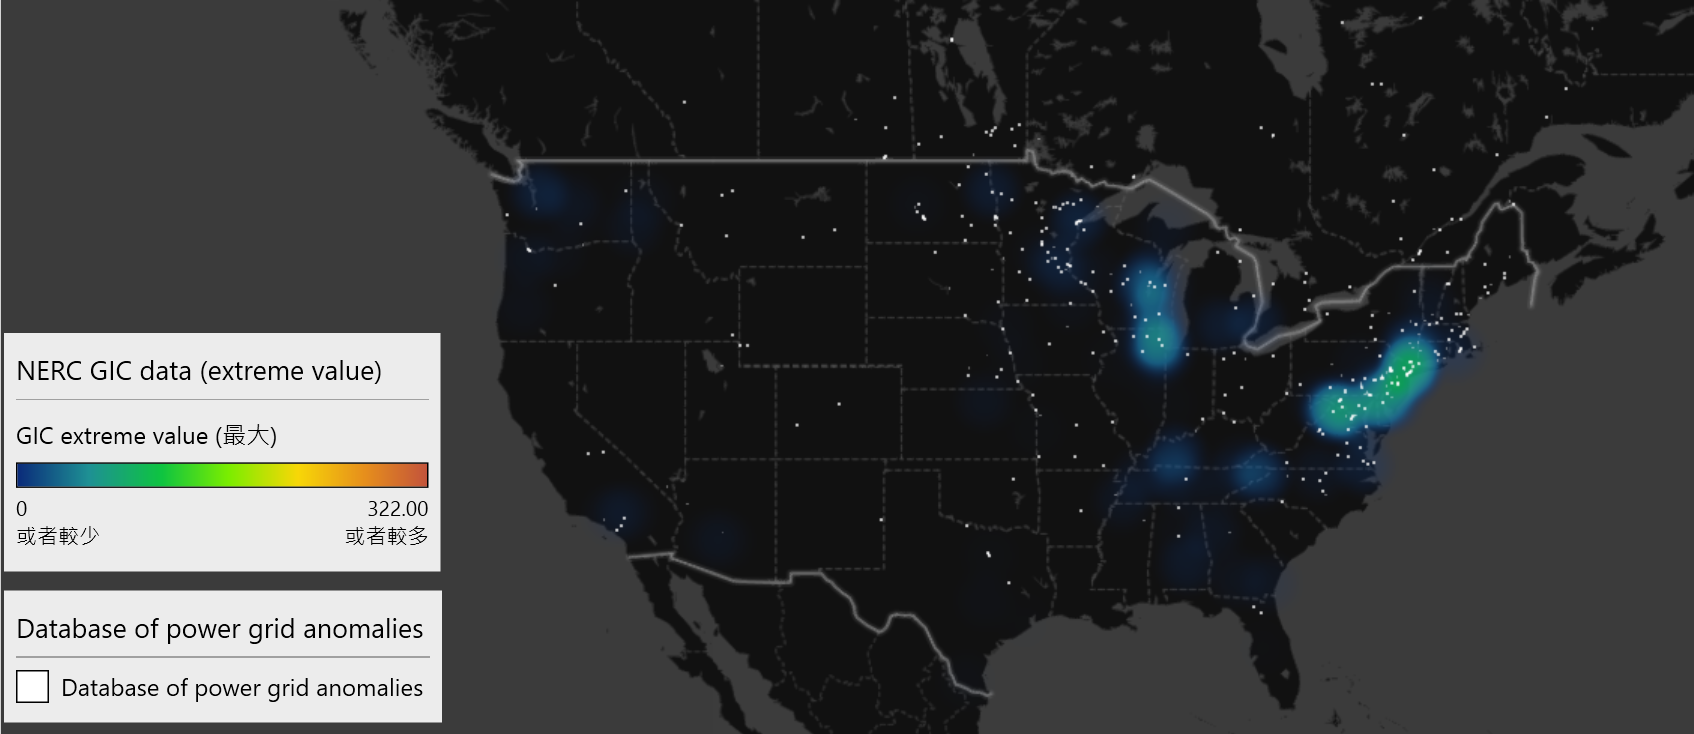 NERC GIC data (extreme value)
GIC extreme value (最大)
0 322.00
或者較少 或者較多
Database of power grid anomalies
Database of power grid anomalies